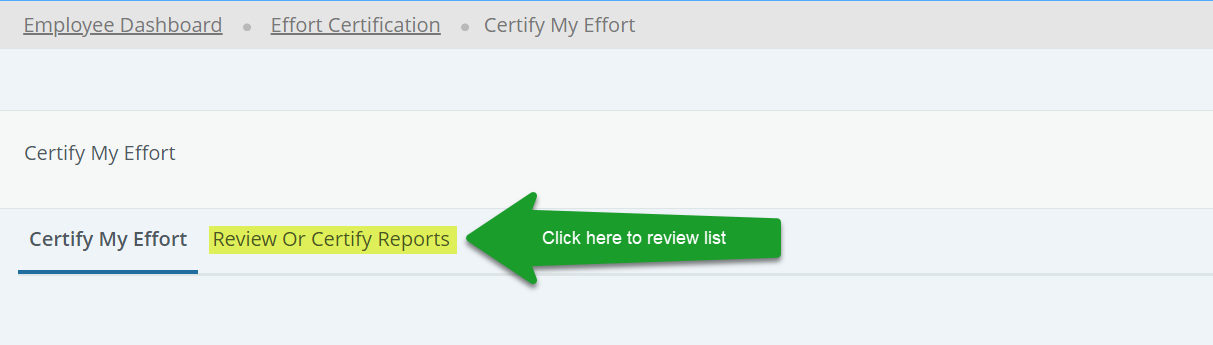 Employee Dashboard • Effort Certification • Certify My Effort
Certify My Effort
Certify My Effort Review Or Certify Reports Click here to review list